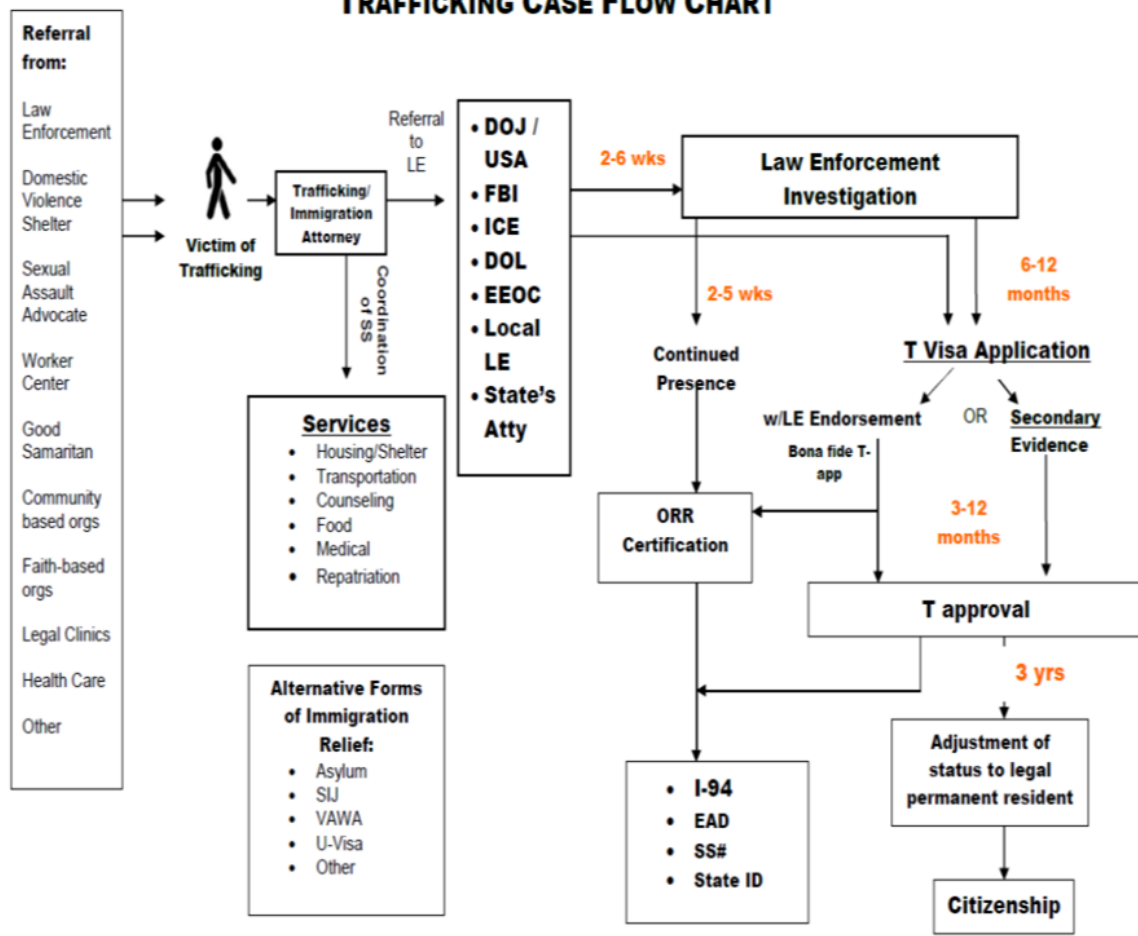 TRAFFICKING CASE FLOW CHART
Referral
from:
Law
Enforcement
Domestic
Violence
Shelter
Sexual
Assault
Advocate
Worker
Center
Good
Samaritan
Community
based orgs
Faith-based
orgs
Legal Clinics
Health Care
Other
Victim of
Trafficking
Trafficking/
Immigration
Attorney
Referral
to
LE
Coordination
of SS
Services
• Housing/Shelter
• Transportation
• Counseling
• Food
• Medical
• Repatriation
Alternative Forms
of Immigration
Relief:
• Asylum
• SIJ
• VAWA
• U-Visa
• Other
• DOJ /
USA
• FBI
• ICE
• DOL
• EEOC
• Local
LE
• State's
Atty
2-6 wks
Law Enforcement
Investigation
2-5 wks
6-12
months
Continued
Presence
T Visa Application
w/LE Endorsement
OR
Secondary
Evidence
Bona fide T-
app
ORR
Certification
3-12
months
T approval
3 yrs
Adjustment of
status to legal
permanent resident
• I-94
• EAD
• SS#
• State ID
Citizenship